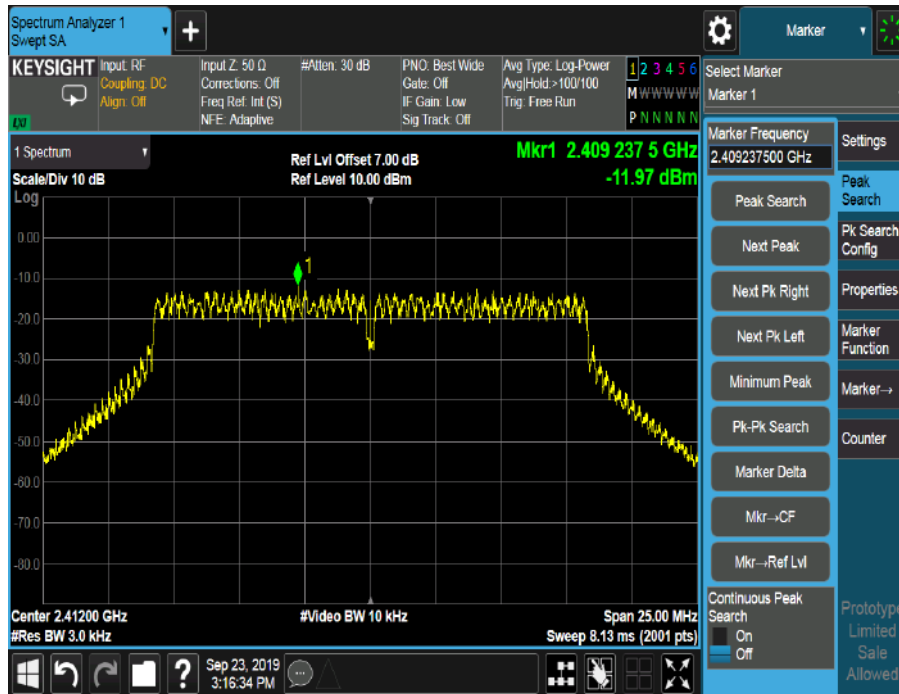 Spectrum Analyzer 1
Swept SA
Marker
KEYSIGHT
Input: RF
Coupling: DC
Align: Off
Input Z: 50 Ω
Corrections: Off
Freq Ref: Int (S)
NFE: Adaptive
#Atten: 30 dB
PNO: Best Wide
Gate: Off
IF Gain: Low
Sig Track: Off
Avg Type: Log-Power
Avg|Hold:>100/100
Trig: Free Run
1 2 3 4 5 6
M W W W W W
P N N N N N
LXI
Select Marker
Marker 1
1 Spectrum
Scale/Div 10 dB
Log
Ref Lvl Offset 7.00 dB
Ref Level 10.00 dBm
Mkr1 2.409 237 5 GHz
-11.97 dBm
0.00
-10.0
-20.0
-30.0
-40.0
-50.0
-60.0
-70.0
-80.0
1
Center 2.41200 GHz
#Res BW 3.0 kHz
#Video BW 10 kHz
Span 25.00 MHz
Sweep 8.13 ms (2001 pts)
Marker Frequency
2.409237500 GHz
Peak Search
Next Peak
Next Pk Right
Next Pk Left
Minimum Peak
Pk-Pk Search
Marker Delta
Mkr→CF
Mkr→Ref Lvl
Continuous Peak
Search
On
Off
Settings
Peak
Search
Pk Search
Config
Properties
Marker
Function
Marker→
Counter
Prototype
Limited
Sale
Allowed
?
Sep 23, 2019
3:16:34 PM